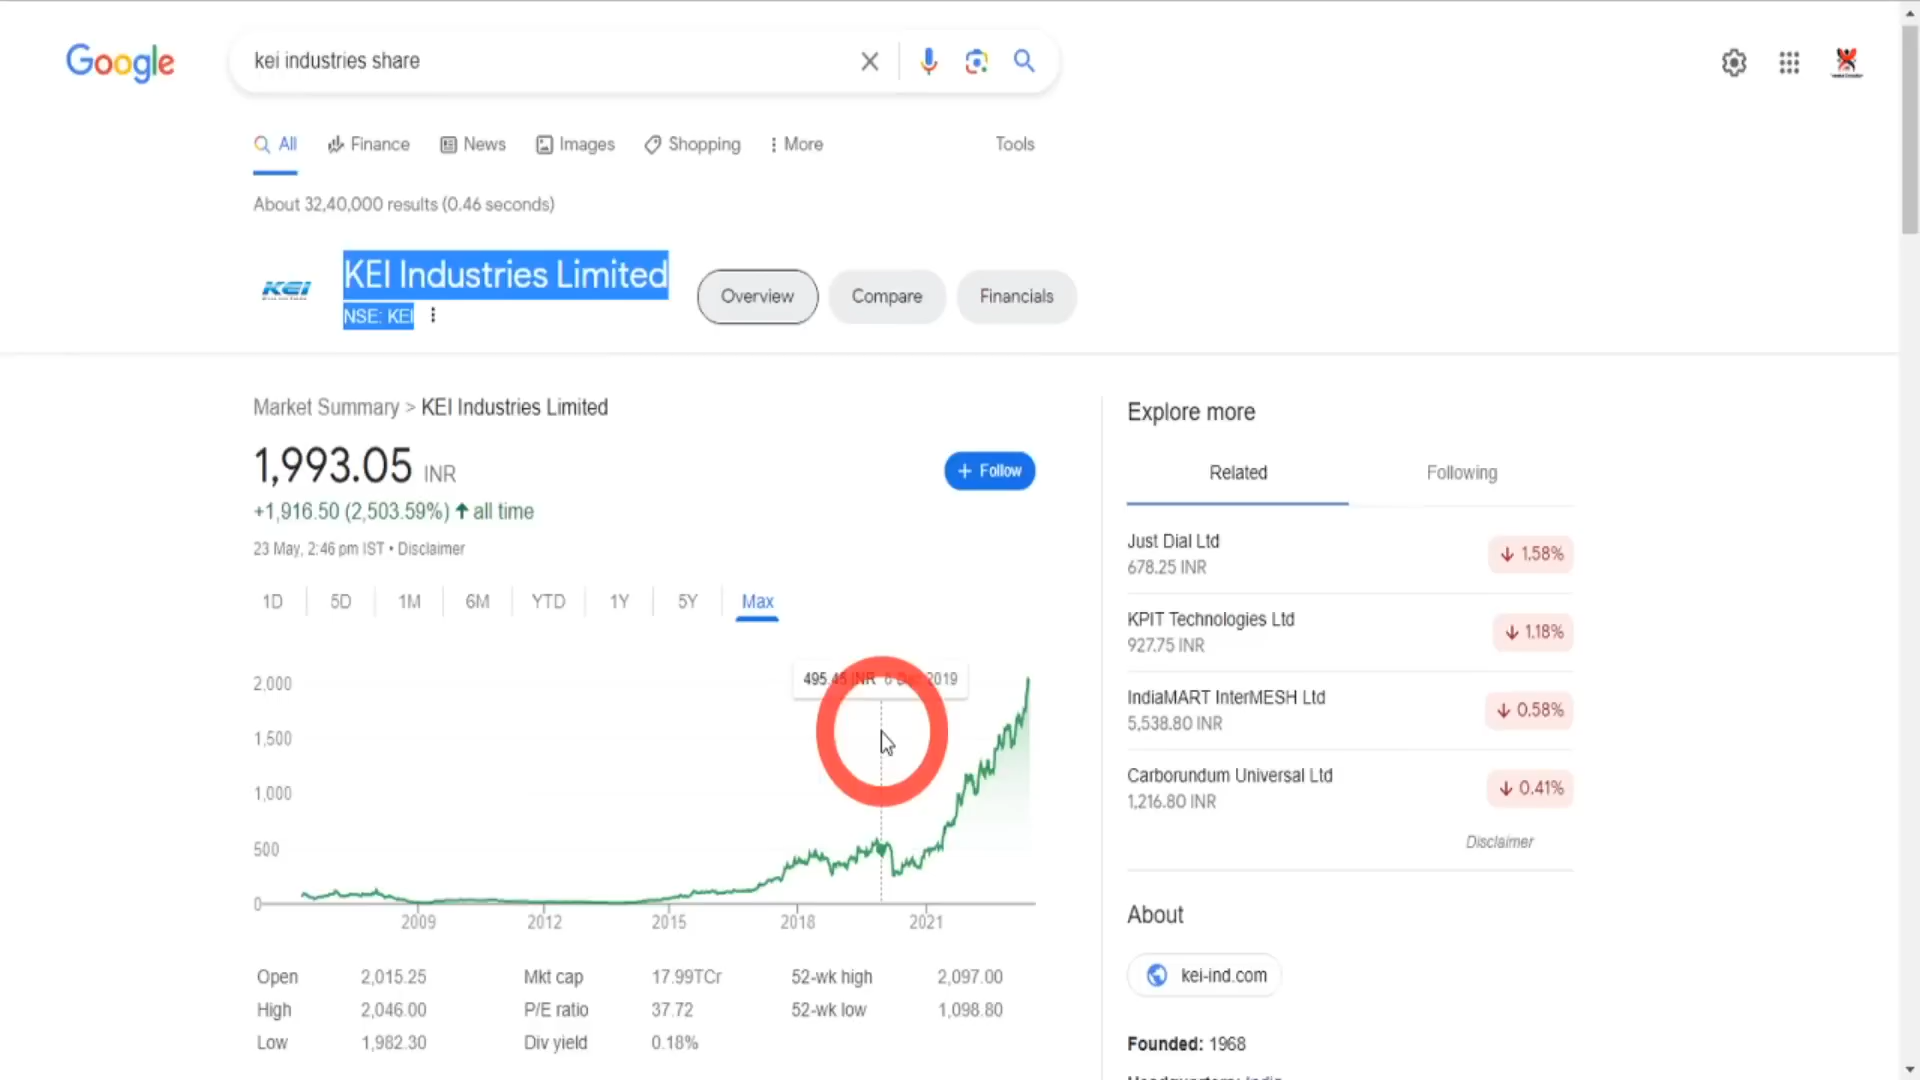 Google
kei industries share
All Finance News Images Shopping More Tools
About 32,40,000 results (0.46 seconds)
KEI
KEI Industries Limited
NSE: KEI
Overview Compare Financials
Market Summary > KEI Industries Limited
1,993.05 INR
+ Follow
+1,916.50 (2,503.59%) ↑ all time
23 May, 2:46 pm IST • Disclaimer
1D 5D 1M 6M YTD 1Y 5Y Max
495.45 INR 6 2019
2,000
1,500
1,000
500
0
2009 2012 2015 2018 2021
Open 2,015.25 Mkt cap 17.99TCr 52-wk high 2,097.00
High 2,046.00 P/E ratio 37.72 52-wk low 1,098.80
Low 1,982.30 Div yield 0.18%
Explore more
Related Following
Just Dial Ltd
678.25 INR
↓ 1.58%
KPIT Technologies Ltd
927.75 INR
↓ 1.18%
IndiaMART InterMESH Ltd
5,538.80 INR
↓ 0.58%
Carborundum Universal Ltd
1,216.80 INR
↓ 0.41%
Disclaimer
About
kei-ind.com
Founded: 1968